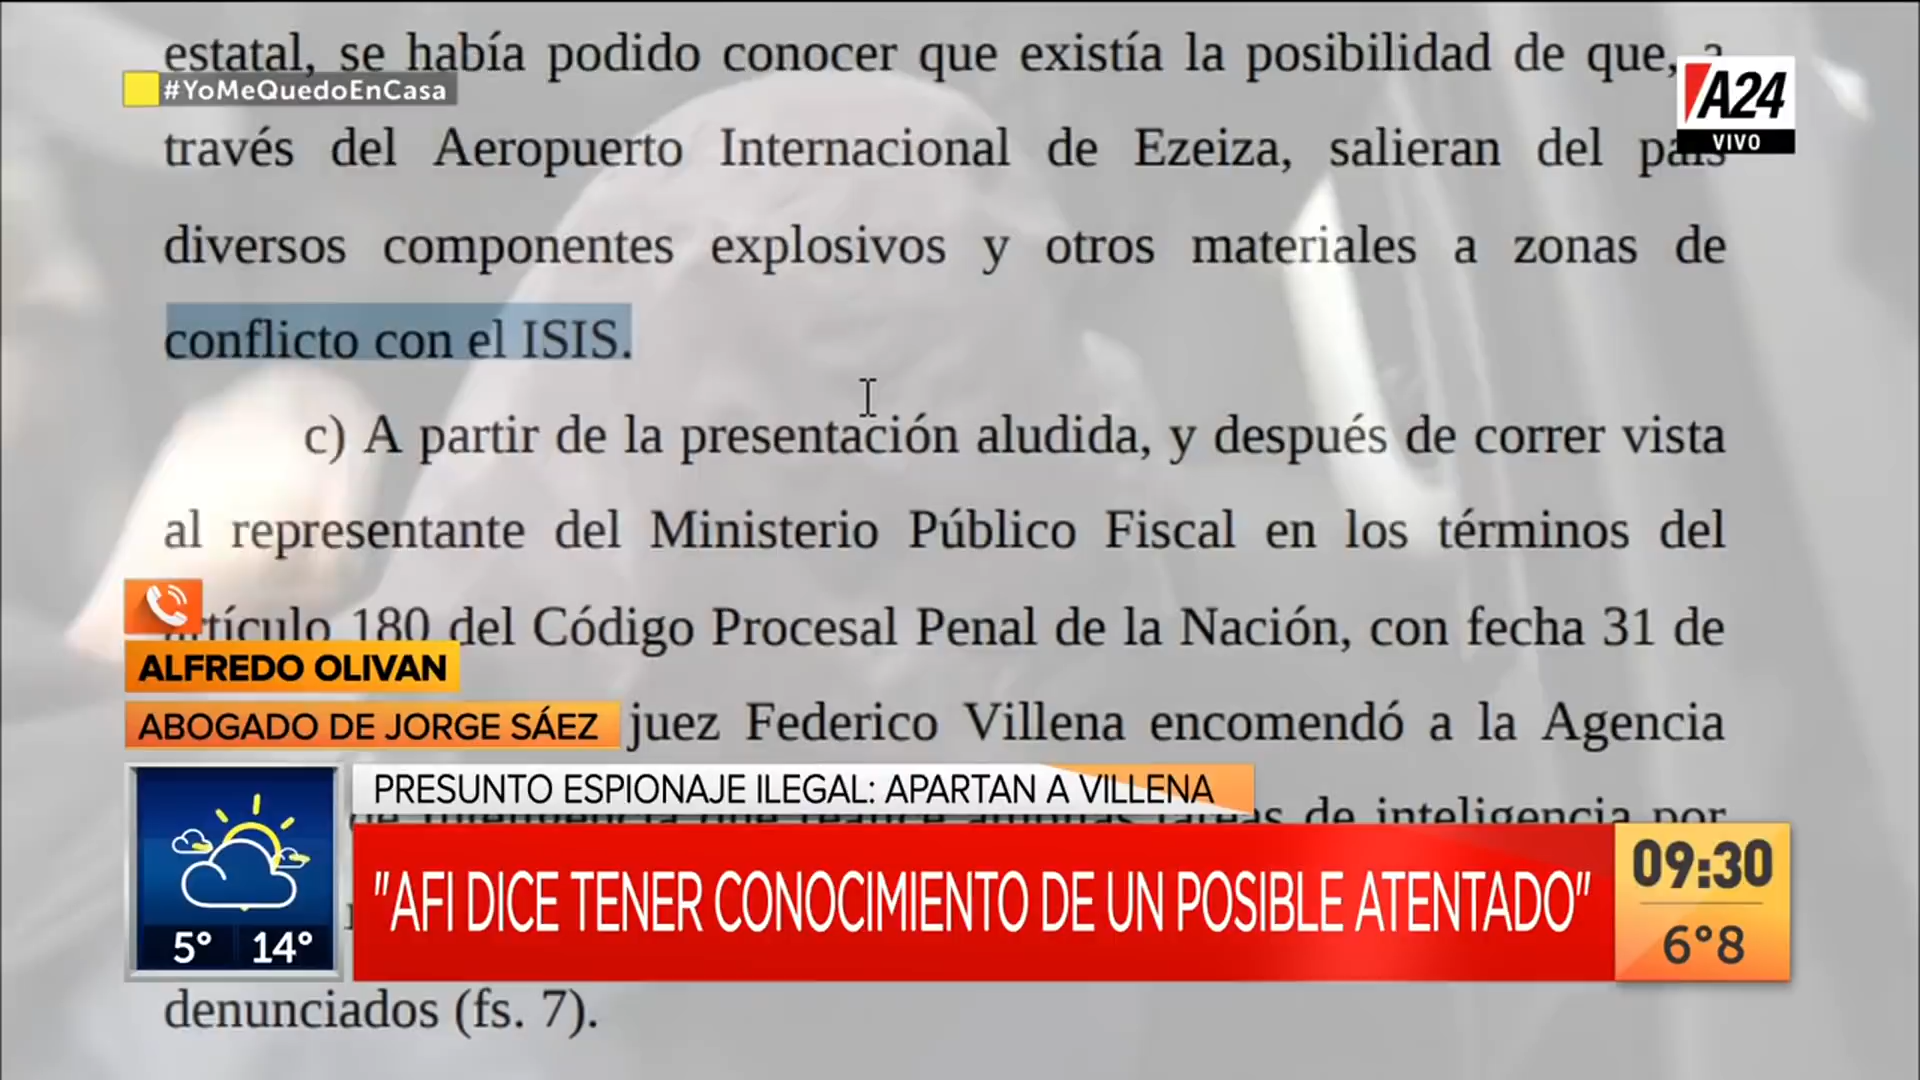 estatal, se había podido conocer que existía la posibilidad de que, a
#YoMeQuedoEnCasa
A24
VIVO
través del Aeropuerto Internacional de Ezeiza, salieran del país
diversos componentes explosivos y otros materiales a zonas de
conflicto con el ISIS.
c) A partir de la presentación aludida, y después de correr vista
al representante del Ministerio Público Fiscal en los términos del
artículo 180 del Código Procesal Penal de la Nación, con fecha 31 de
ALFREDO OLIVAN
ABOGADO DE JORGE SÁEZ
juez Federico Villena encomendó a la Agencia
PRESUNTO ESPIONAJE ILEGAL: APARTAN A VILLENA
de inteligencia por
"AFI DICE TENER CONOCIMIENTO DE UN POSIBLE ATENTADO"
09:30
6°8
5° 14°
denunciados (fs. 7).